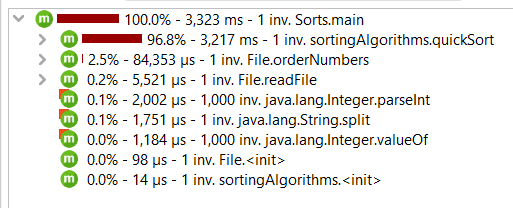 m 100.0% - 3,323 ms - 1 inv. Sorts.main
m 96.8% - 3,217 ms - 1 inv. sortingAlgorithms.quickSort
m 2.5% - 84,353 µs - 1 inv. File.orderNumbers
m 0.2% - 5,521 µs - 1 inv. File.readFile
m 0.1% - 2,002 µs - 1,000 inv. java.lang.Integer.parseInt
m 0.1% - 1,751 µs - 1 inv. java.lang.String.split
m 0.0% - 1,184 µs - 1,000 inv. java.lang.Integer.valueOf
m 0.0% - 98 µs - 1 inv. File.<init>
m 0.0% - 14 µs - 1 inv. sortingAlgorithms.<init>